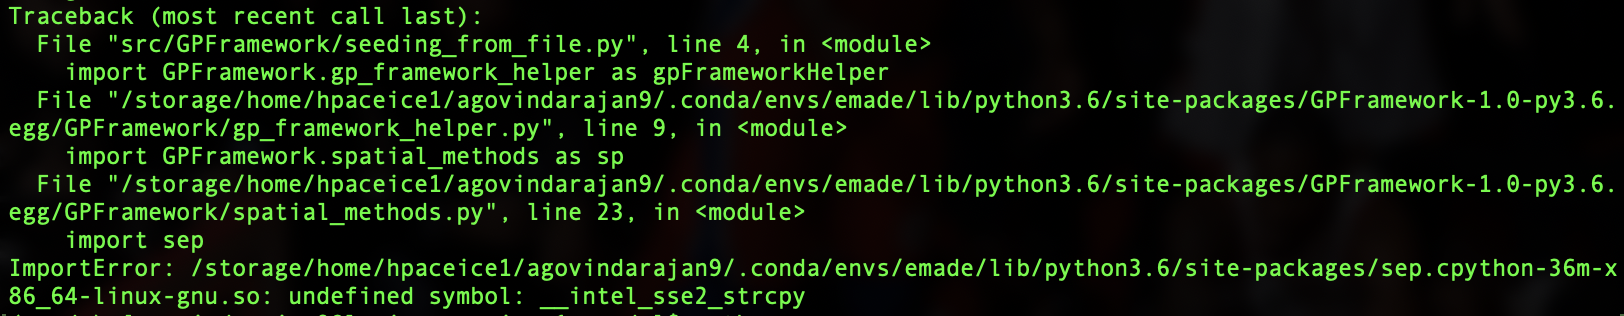 Traceback (most recent call last):
  File "src/GPFramework/seeding_from_file.py", line 4, in <module>
    import GPFramework.gp_framework_helper as gpFrameworkHelper
  File "/storage/home/hpaceice1/agovindarajan9/.conda/envs/emade/lib/python3.6/site-packages/GPFramework-1.0-py3.6.
egg/GPFramework/gp_framework_helper.py", line 9, in <module>
    import GPFramework.spatial_methods as sp
  File "/storage/home/hpaceice1/agovindarajan9/.conda/envs/emade/lib/python3.6/site-packages/GPFramework-1.0-py3.6.
egg/GPFramework/spatial_methods.py", line 23, in <module>
    import sep
ImportError: /storage/home/hpaceice1/agovindarajan9/.conda/envs/emade/lib/python3.6/site-packages/sep.cpython-36m-x
86_64-linux-gnu.so: undefined symbol: __intel_sse2_strcpy